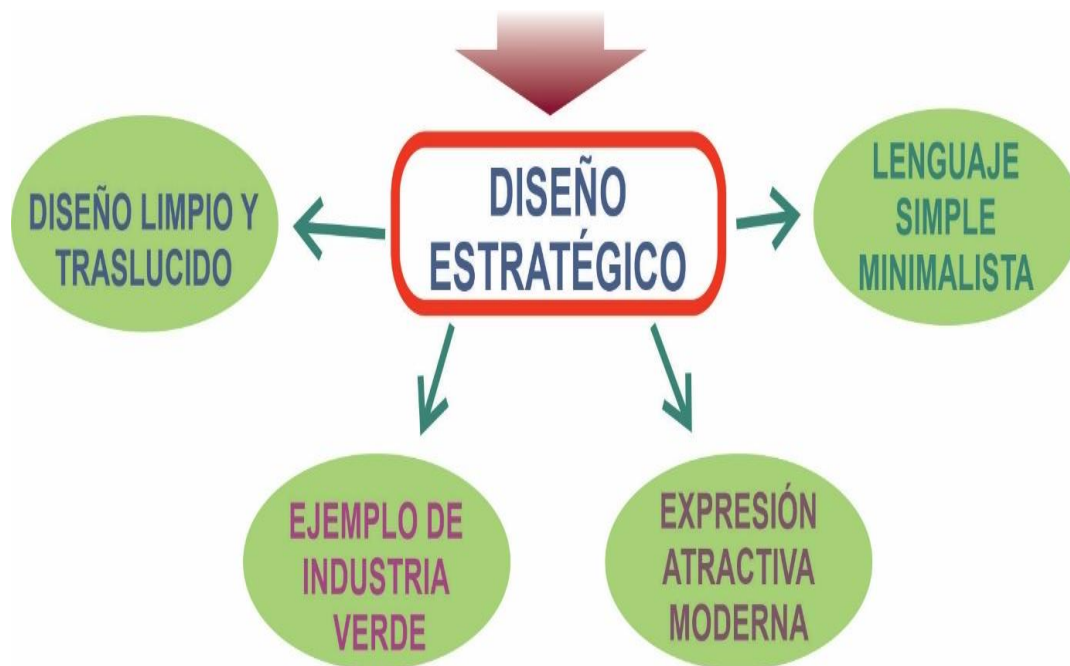 DISEÑO
ESTRATÉGICO
DISEÑO LIMPIO Y
TRASLUCIDO
LENGUAJE
SIMPLE
MINIMALISTA
EJEMPLO DE
INDUSTRIA
VERDE
EXPRESIÓN
ATRACTIVA
MODERNA